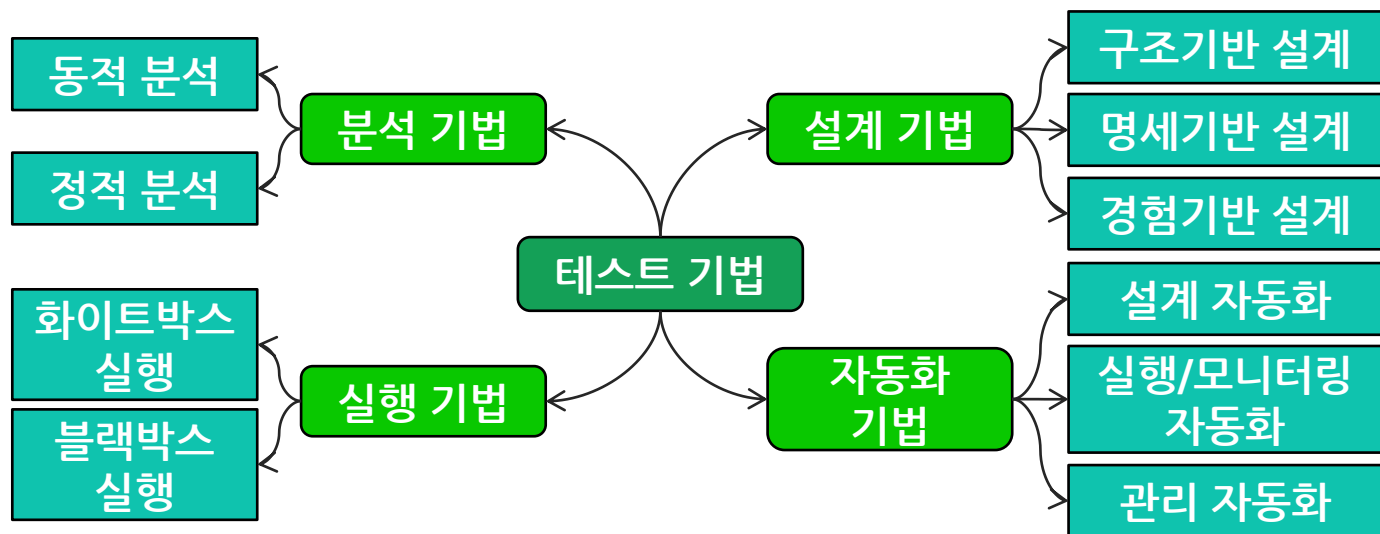 동적 분석
정적 분석
분석 기법
설계 기법
구조기반 설계
명세기반 설계
경험기반 설계
테스트 기법
화이트박스
실행
블랙박스
실행
실행 기법
자동화
기법
설계 자동화
실행/모니터링
자동화
관리 자동화